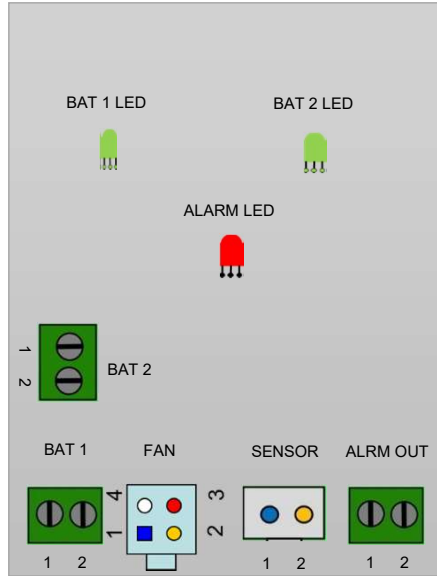 BAT 1 LED
BAT 2 LED
ALARM LED
1
2
BAT 2
BAT 1
FAN
SENSOR
ALRM OUT
4
3
1
2
1 2
1 2
1 2